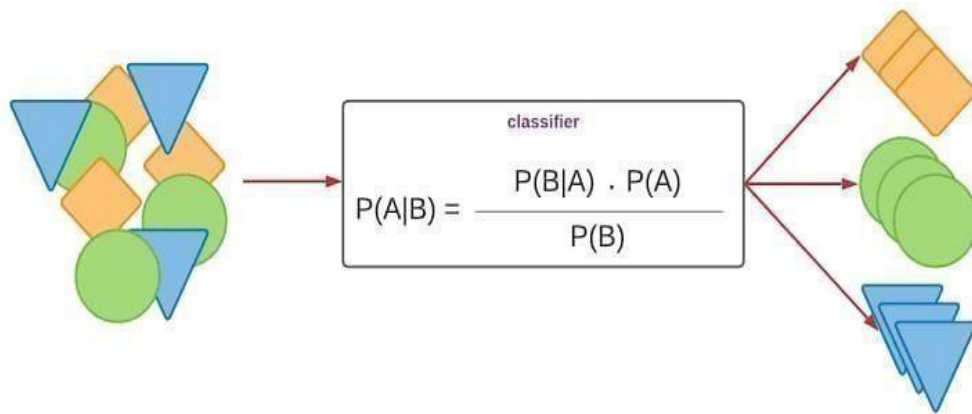 classifier
P(A|B) = P(B|A) . P(A)
P(B)